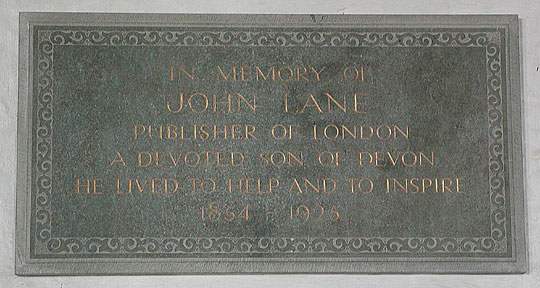 IN MEMORY OF
JOHN LANE
PUBLISHER OF LONDON
A DEVOTED SON OF DEVON
HE LIVED TO HELP AND TO INSPIRE
1854 - 1925